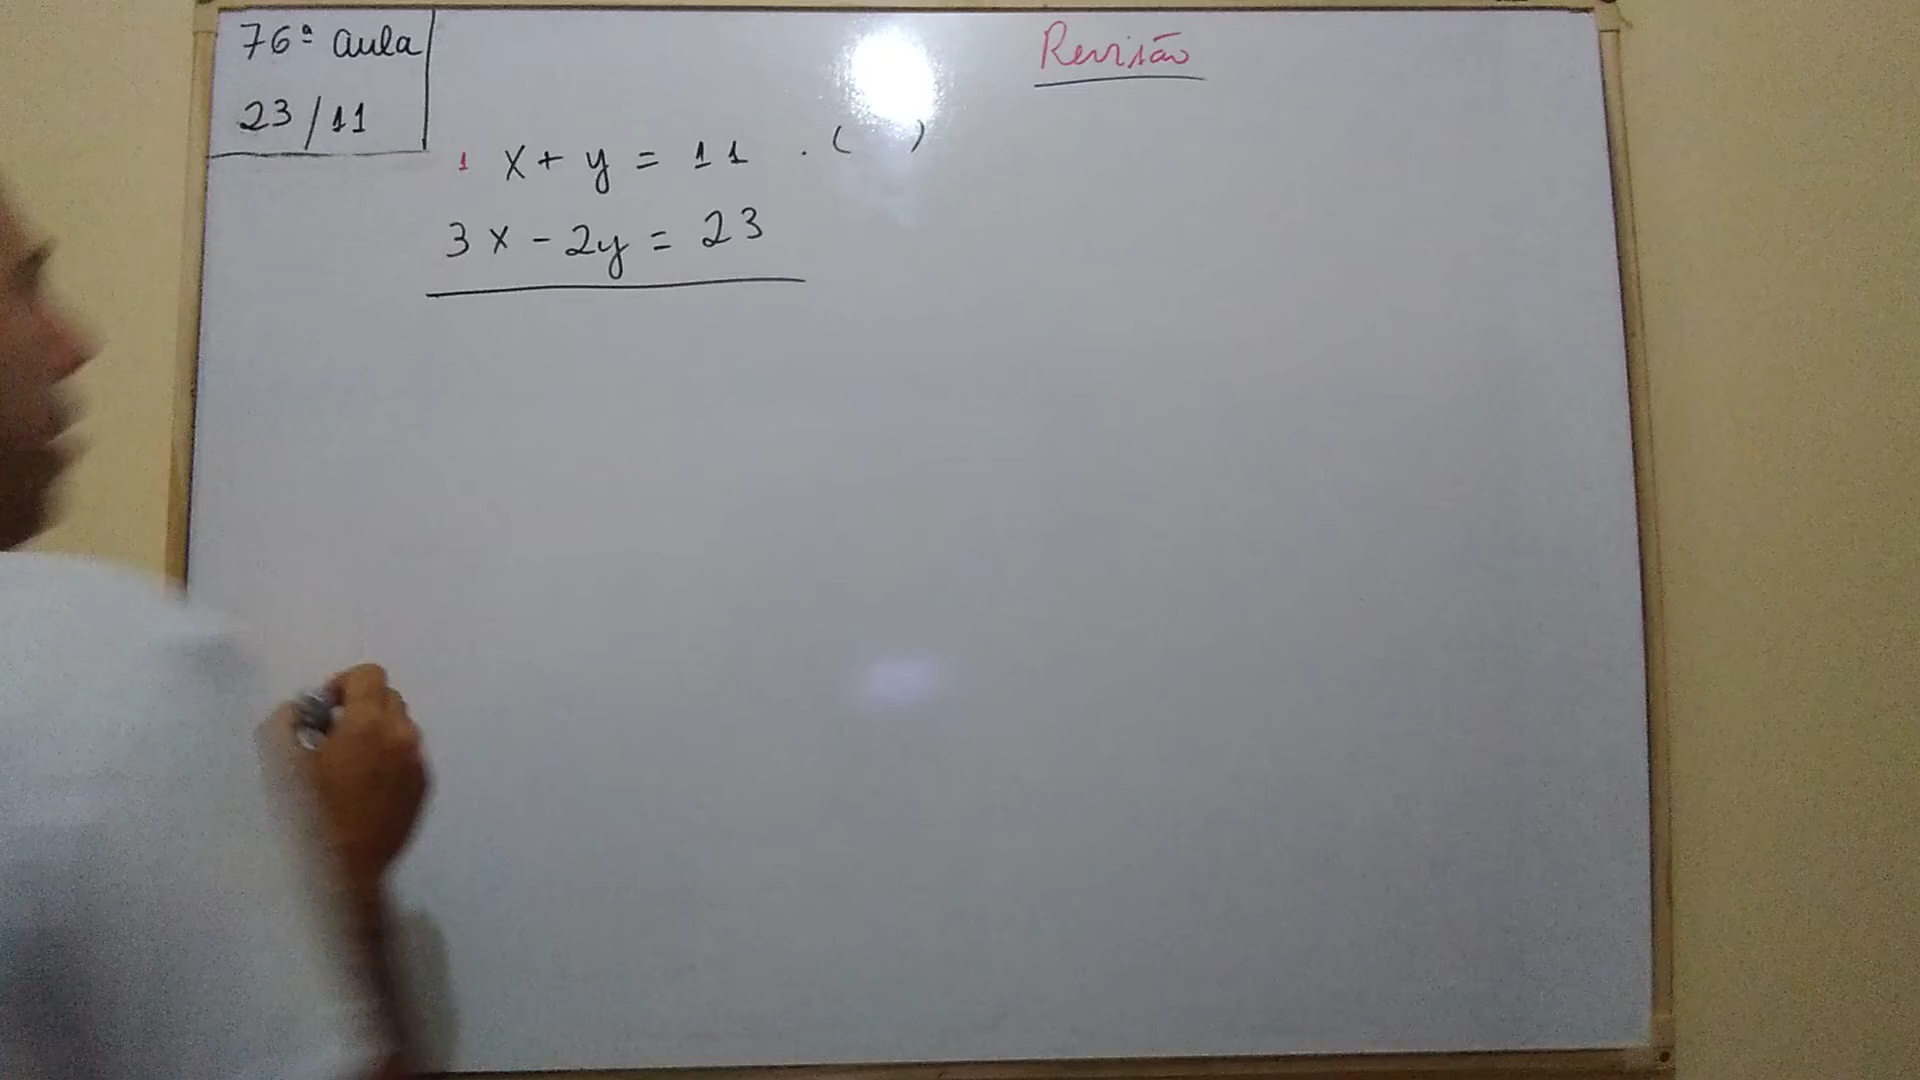 76ª aula
23/11
Revisão
1 x + y = 11 . (   )
3x - 2y = 23